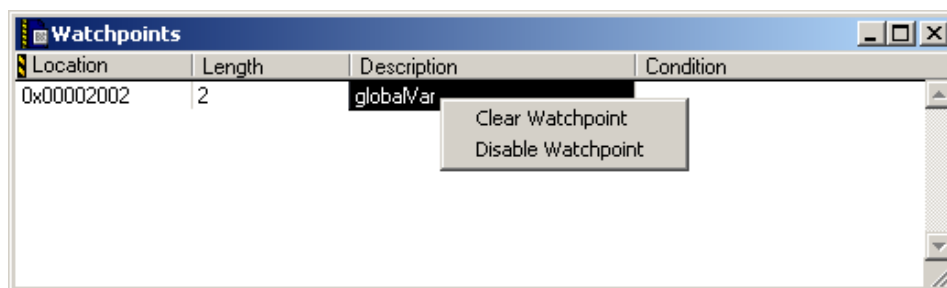 Watchpoints
Location Length Description Condition
0x00002002 2 globalVar
Clear Watchpoint
Disable Watchpoint